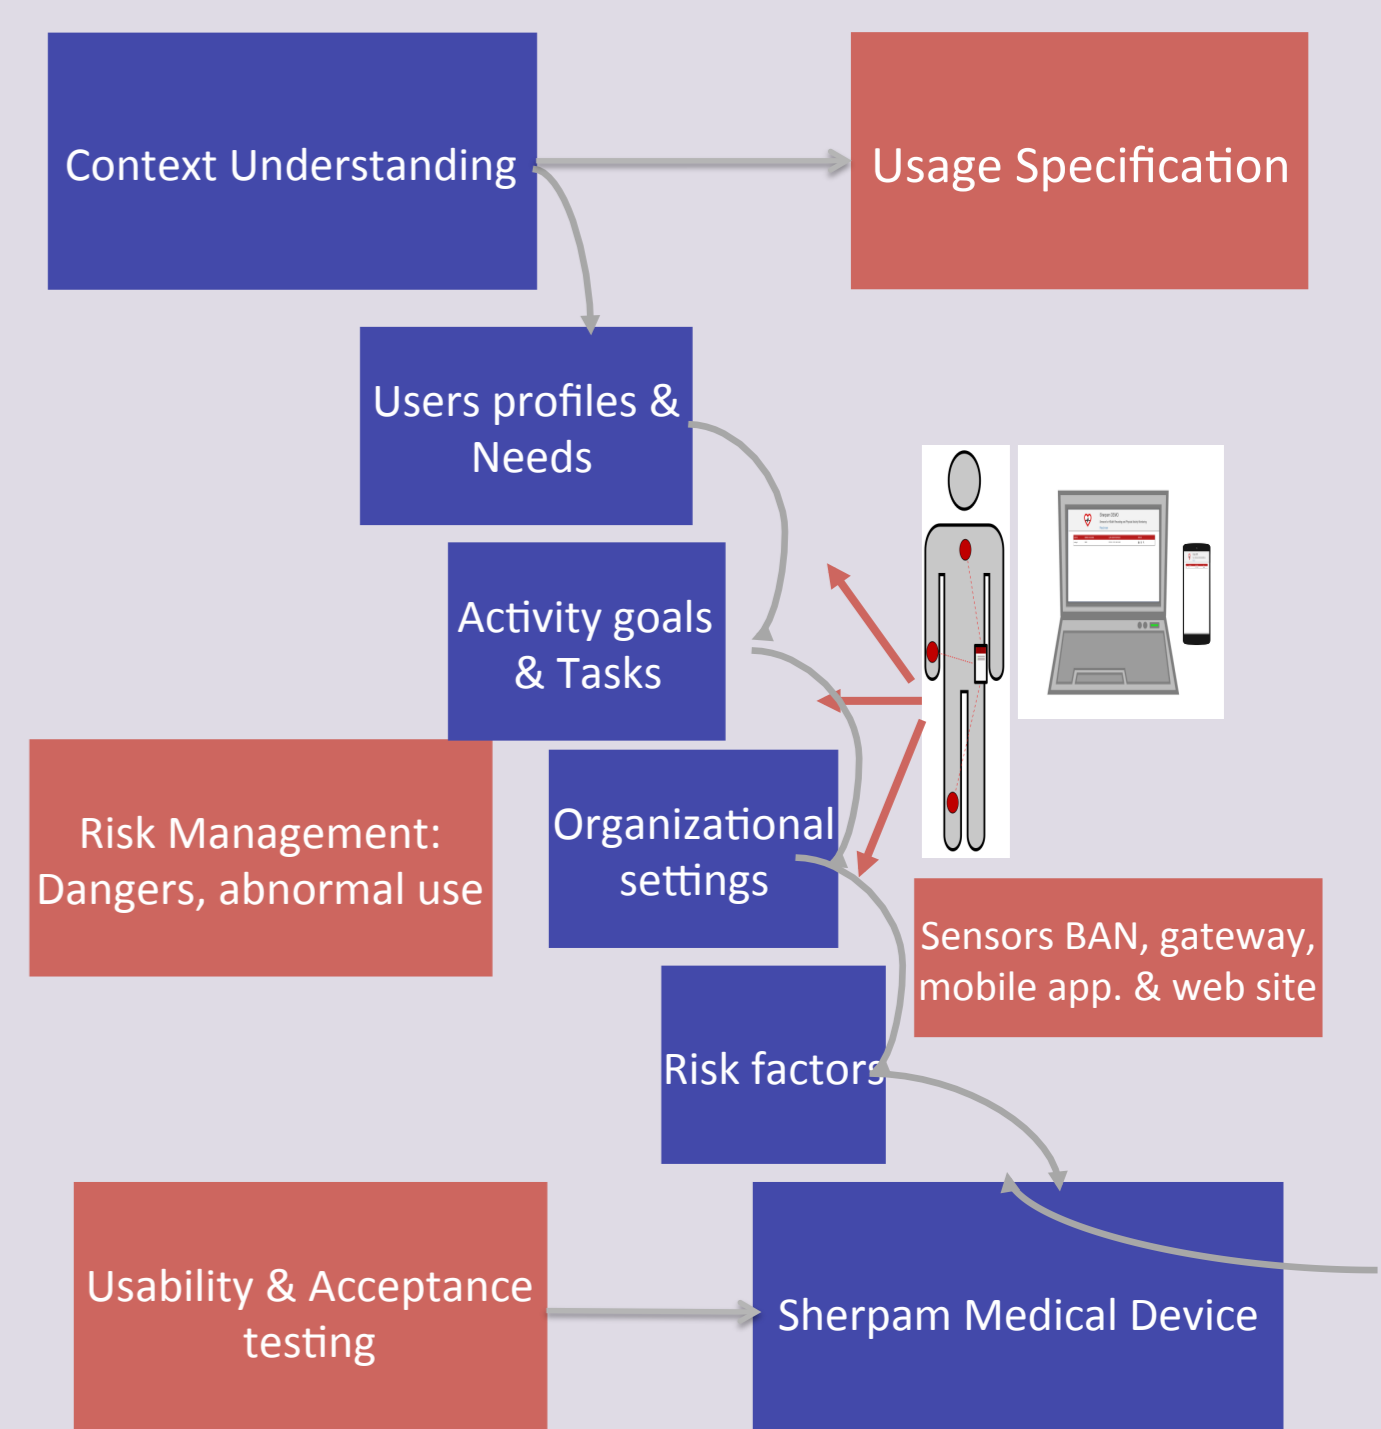 Context Understanding
Usage Specification
Users profiles &
Needs
Activity goals
& Tasks
Risk Management:
Dangers, abnormal use
Organizational
settings
Sensors BAN, gateway,
mobile app. & web site
Risk factors
Usability & Acceptance
testing
Sherpam Medical Device